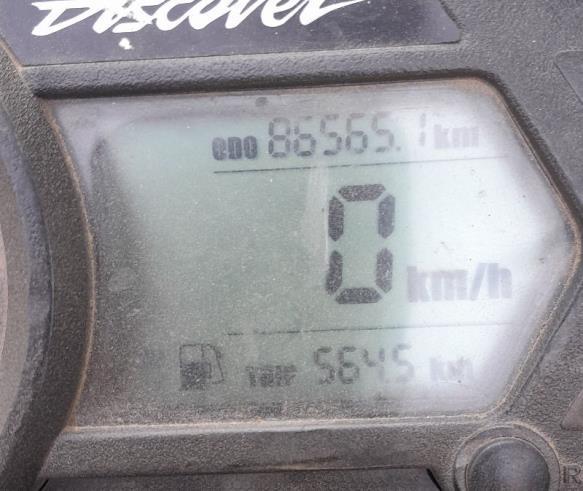 Discover
ODO 86565.1 km
0 km/h
TRIP 564.5 km
R